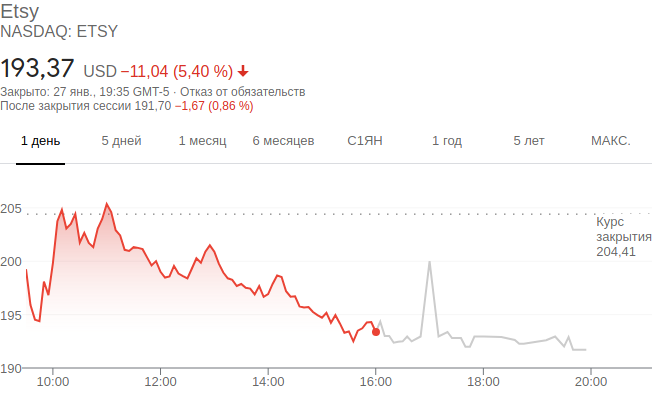 Etsy
NASDAQ: ETSY
193,37 USD −11,04 (5,40 %)
Закрыто: 27 янв., 19:35 GMT-5 · Отказ от обязательств
После закрытия сессии 191,70 −1,67 (0,86 %)
1 день 5 дней 1 месяц 6 месяцев С1ЯН 1 год 5 лет МАКС.
205
Курс
закрытия
204,41
200
195
190
10:00 12:00 14:00 16:00 18:00 20:00